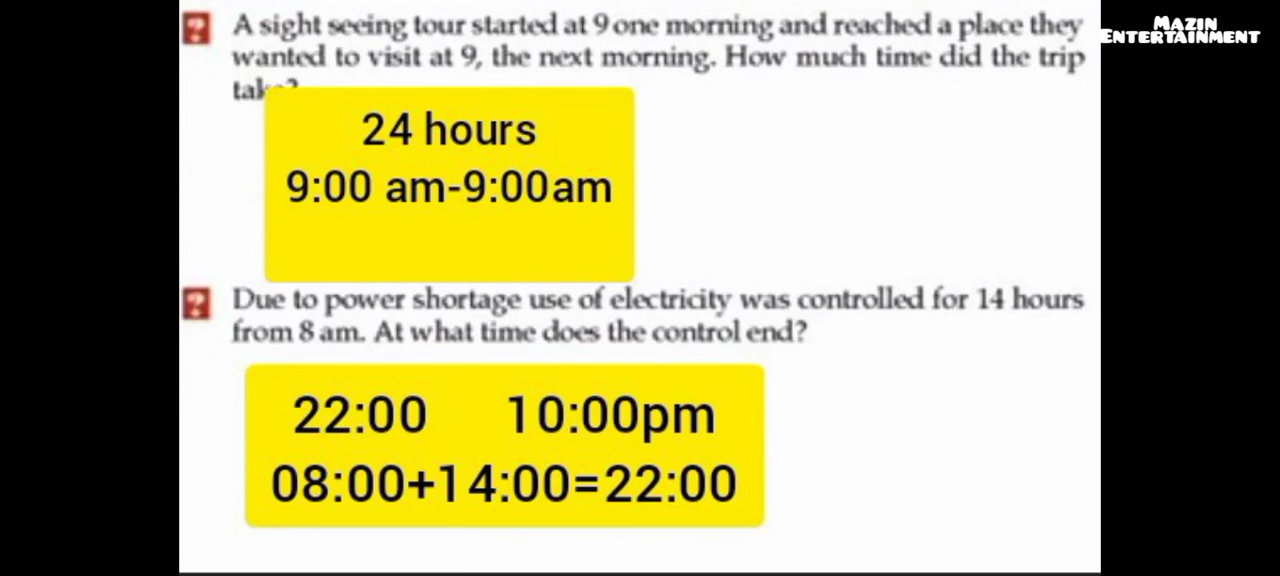 A sight seeing tour started at 9 one morning and reached a place they
wanted to visit at 9, the next morning. How much time did the trip
24 hours
9:00 am-9:00am
Due to power shortage use of electricity was controlled for 14 hours
from 8 am. At what time does the control end?
22:00 10:00pm
08:00+14:00=22:00
MAZIN
ENTERTAINMENT